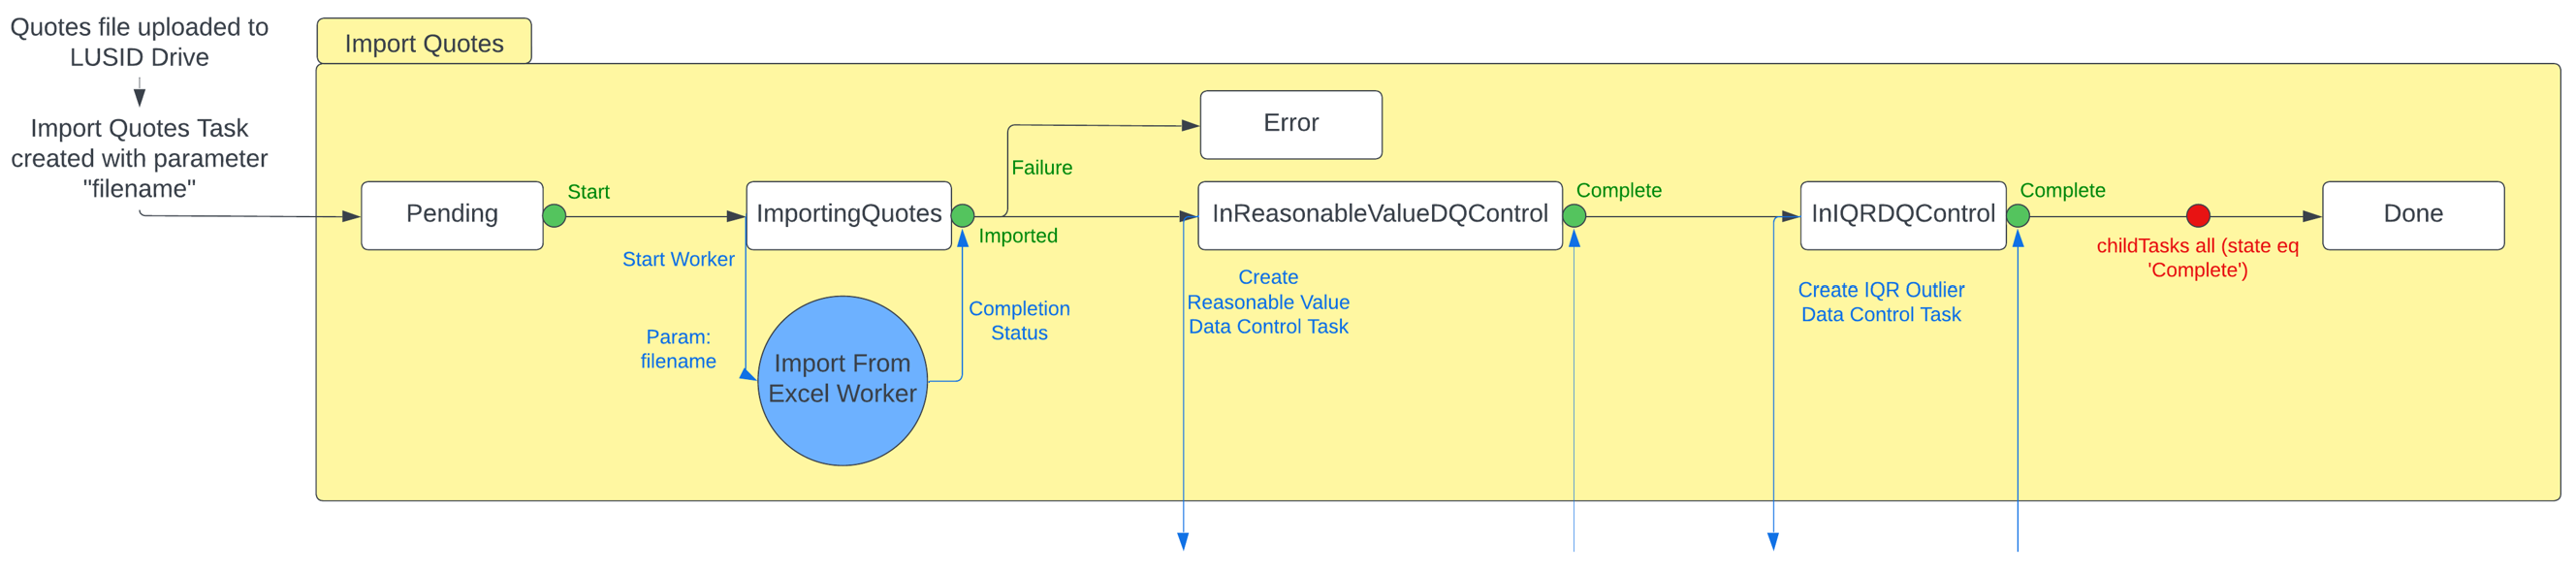 Quotes file uploaded to
LUSID Drive
Import Quotes Task
created with parameter
"filename"
Import Quotes
Pending
Start
Start Worker
Param:
filename
ImportingQuotes
Import From
Excel Worker
Completion
Status
Failure
Imported
Error
InReasonableValueDQControl
Create
Reasonable Value
Data Control Task
Complete
InIQRDQControl
Create IQR Outlier
Data Control Task
Complete
childTasks all (state eq
'Complete')
Done